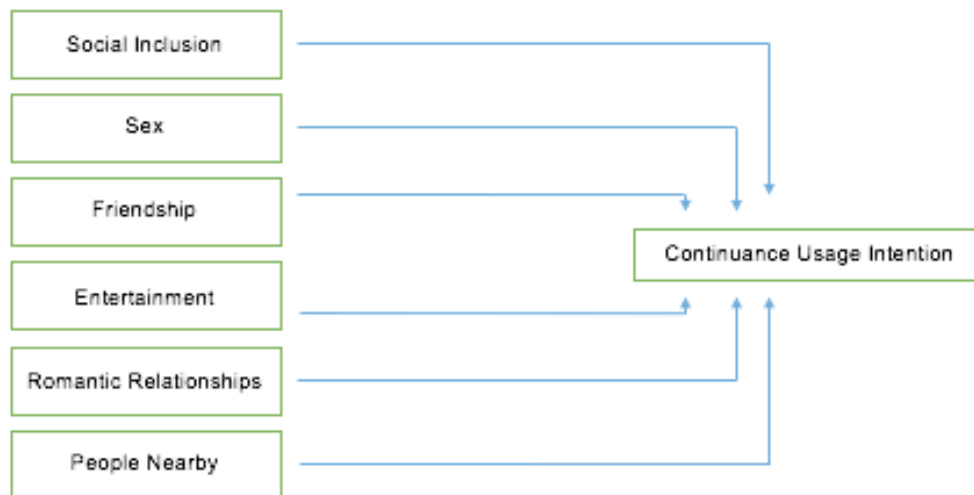 Social Inclusion
Sex
Friendship
Continuance Usage Intention
Entertainment
Romantic Relationships
People Nearby